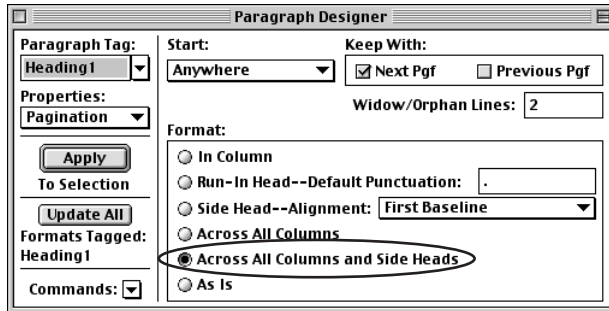 Paragraph Designer
Paragraph Tag:
Heading1
Properties:
Pagination
Apply
To Selection
Update All
Formats Tagged:
Heading1
Commands:
Start:
Anywhere
Keep With:
Next Pgf
Previous Pgf
Widow/Orphan Lines: 2
Format:
In Column
Run-In Head--Default Punctuation: .
Side Head--Alignment: First Baseline
Across All Columns
Across All Columns and Side Heads
As Is